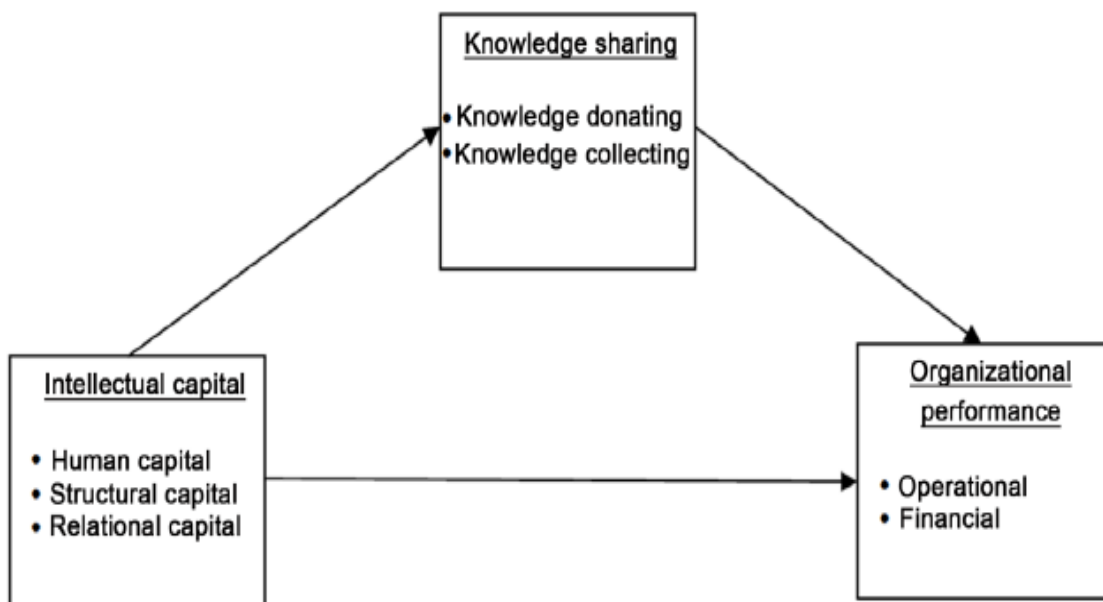 Knowledge sharing
• Knowledge donating
• Knowledge collecting
Intellectual capital
• Human capital
• Structural capital
• Relational capital
Organizational
performance
• Operational
• Financial